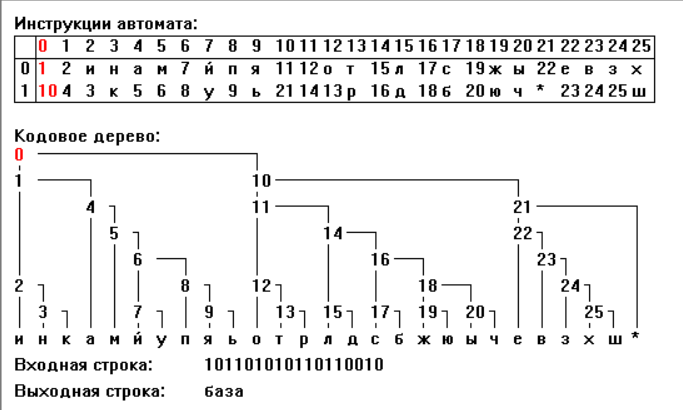 Инструкции автомата:
0 1 2 3 4 5 6 7 8 9 10 11 12 13 14 15 16 17 18 19 20 21 22 23 24 25
0 1 2 и н а м 7 й п я 11 12 о т 15 л 17 с 19 ж ы 22 е в з х
1 10 4 3 к 5 6 8 у 9 ь 21 14 13 р 16 д 18 б 20 ю ч * 23 24 25 ш
Кодовое дерево:
0
1 10
4 11 21
5 14 22
6 16 23
2 8 12 18 24
3 7 9 13 15 17 19 20 25
и н к а м й у п я ь о т р л д с б ж ю ы ч е в з х ш *
Входная строка: 101101010110110010
Выходная строка: база